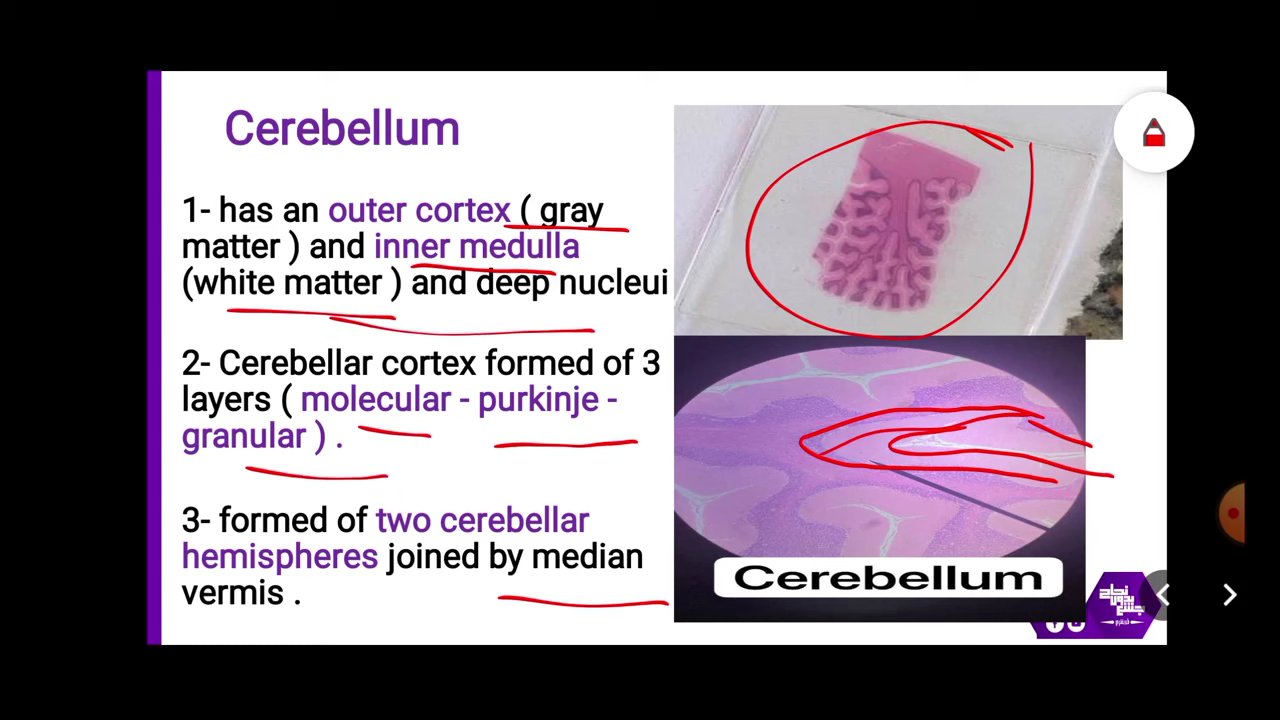 Cerebellum
1- has an outer cortex ( gray
matter ) and inner medulla
(white matter ) and deep nucleui
2- Cerebellar cortex formed of 3
layers ( molecular - purkinje -
granular ) .
3- formed of two cerebellar
hemispheres joined by median
vermis .
Cerebellum